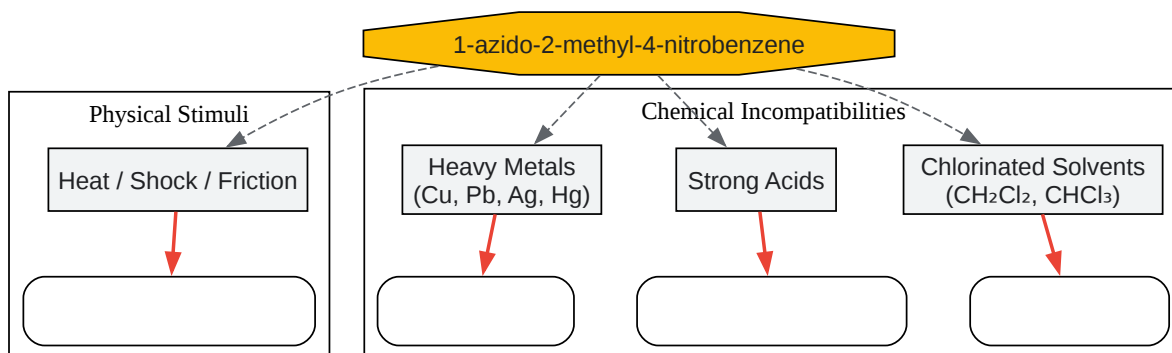 1-azido-2-methyl-4-nitrobenzene
Physical Stimuli
Chemical Incompatibilities
Heat / Shock / Friction
Heavy Metals
(Cu, Pb, Ag, Hg)
Strong Acids
Chlorinated Solvents
(CH₂Cl₂, CHCl₃)